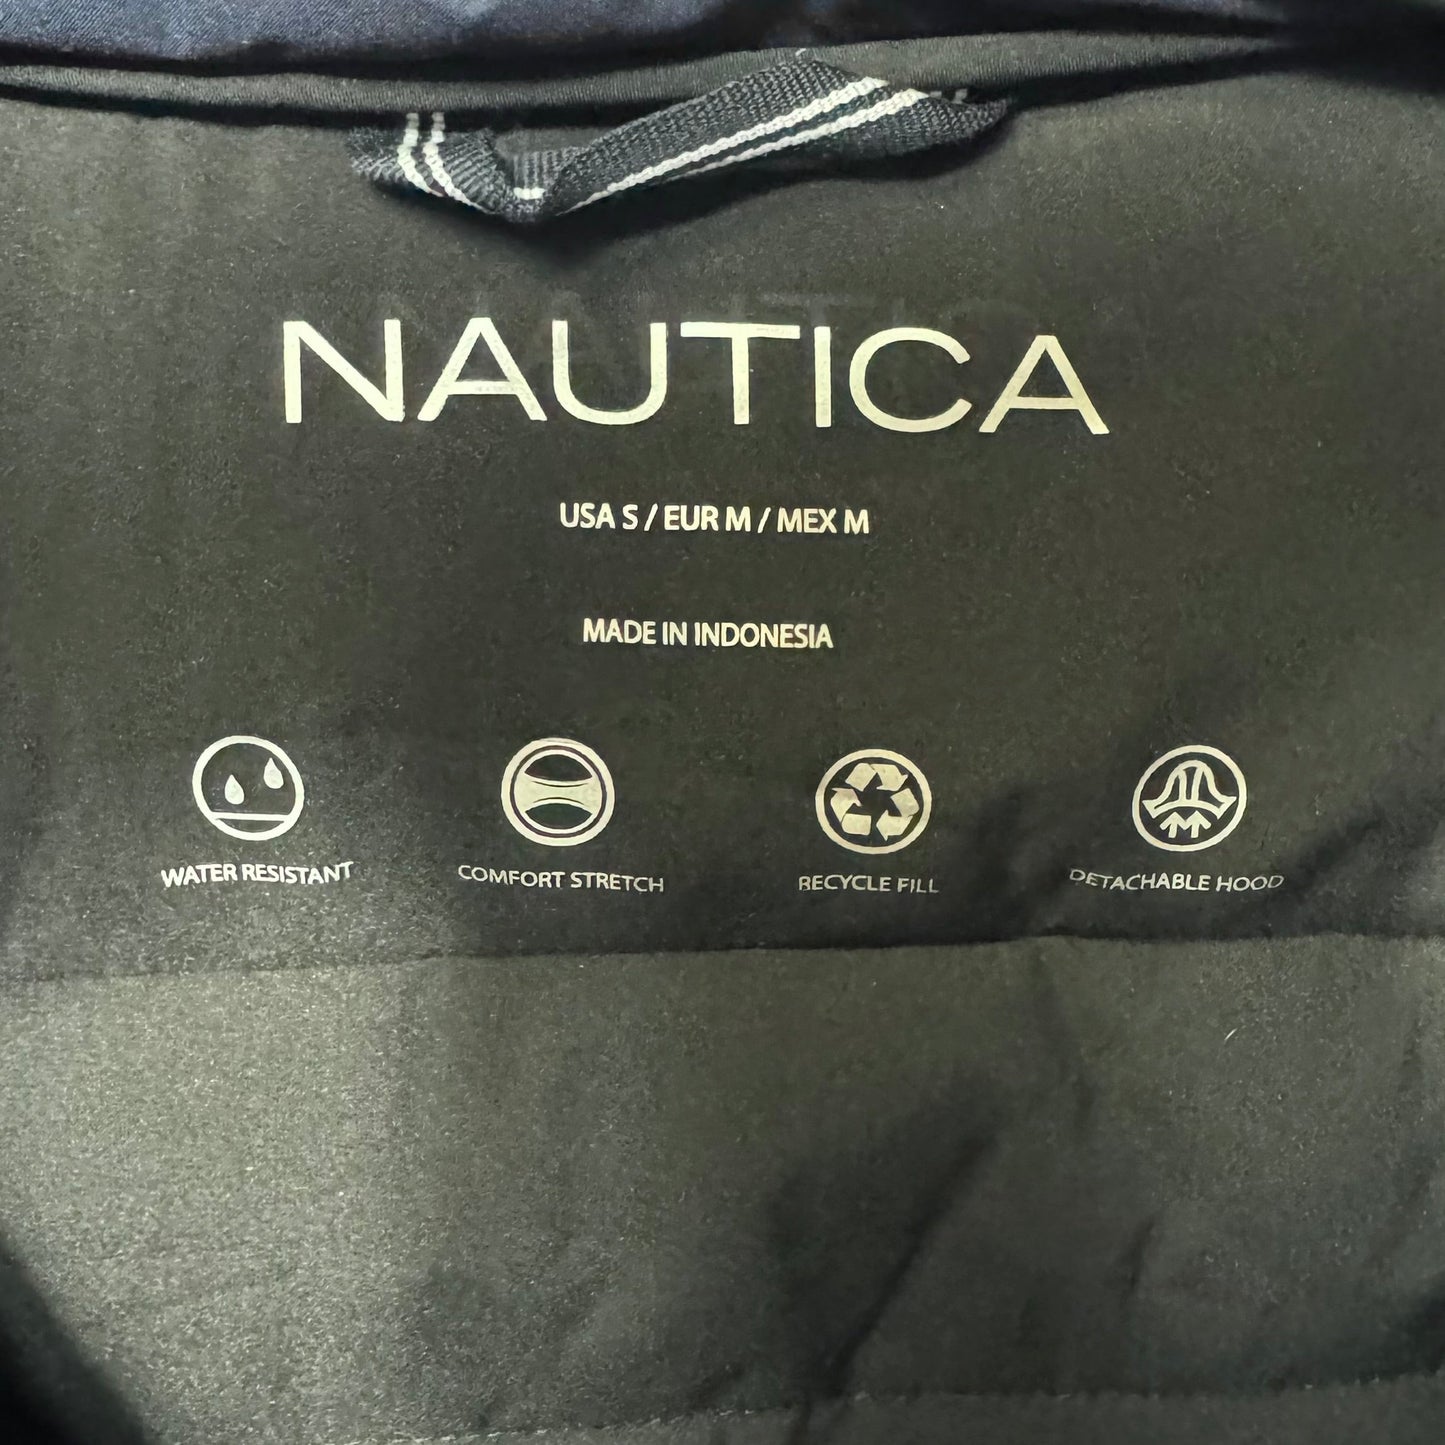 NAUTICA
USA S / EUR M / MEX M
MADE IN INDONESIA
WATER RESISTANT
COMFORT STRETCH
RECYCLE FILL
DETACHABLE HOOD